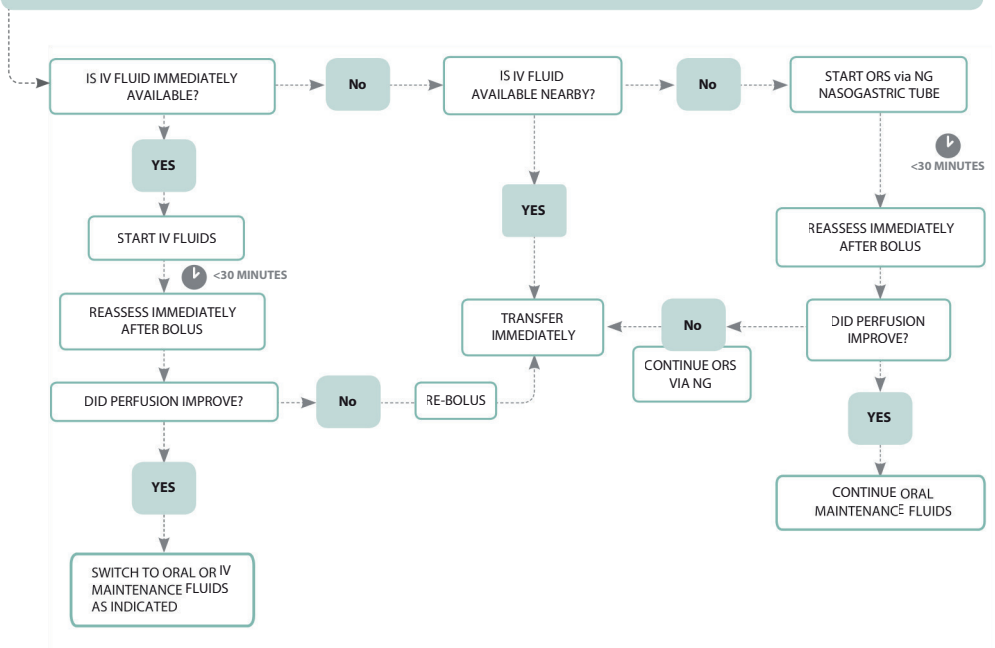 IS IV FLUID IMMEDIATELY
AVAILABLE?
No
IS IV FLUID
AVAILABLE NEARBY?
No
START ORS via NG
NASOGASTRIC TUBE
YES
<30 MINUTES
YES
START IV FLUIDS
REASSESS IMMEDIATELY
AFTER BOLUS
<30 MINUTES
REASSESS IMMEDIATELY
AFTER BOLUS
TRANSFER
IMMEDIATELY
No
DID PERFUSION
IMPROVE?
CONTINUE ORS
VIA NG
DID PERFUSION IMPROVE?
No
RE-BOLUS
YES
YES
CONTINUE ORAL
MAINTENANCE FLUIDS
SWITCH TO ORAL OR IV
MAINTENANCE FLUIDS
AS INDICATED